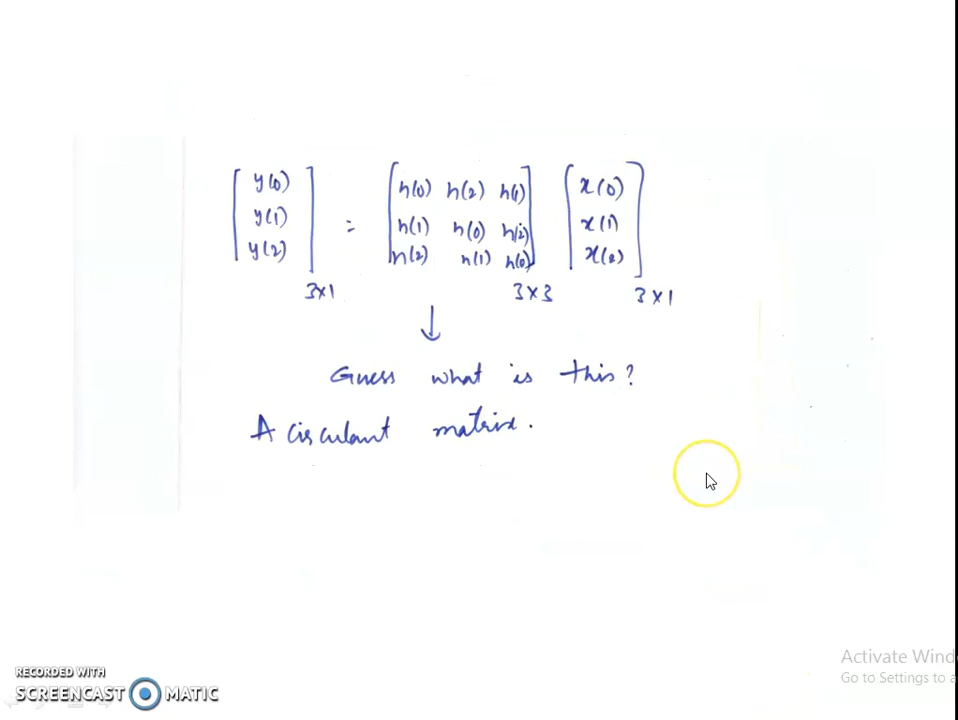 y(0) h(0) h(2) h(1) x(0)
y(1) = h(1) h(0) h(2) x(1)
y(2) h(2) h(1) h(0) x(2)
3x1 3x3 3x1
↓
Guess what is this?
A circulant matrix.
Activate Wind
Go to Settings to a
RECORDED WITH
SCREENCAST MATIC